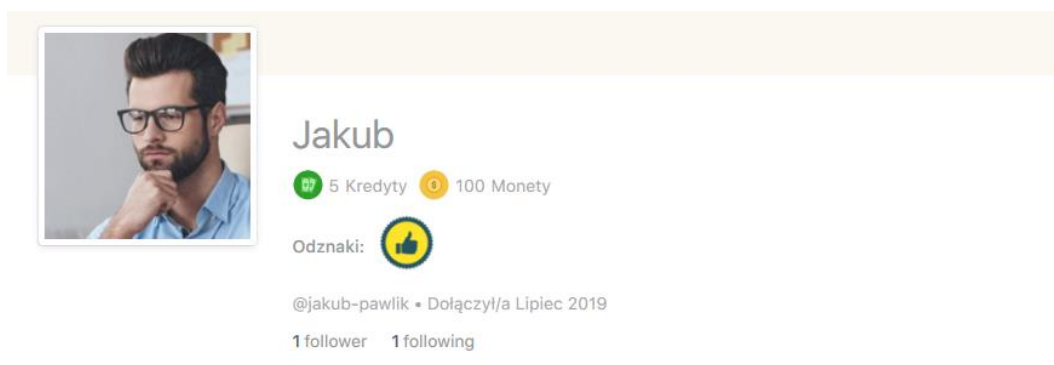 Jakub
5 Kredyty 100 Monety
Odznaki:
@jakub-pawlik • Dołączył/a Lipiec 2019
1 follower 1 following